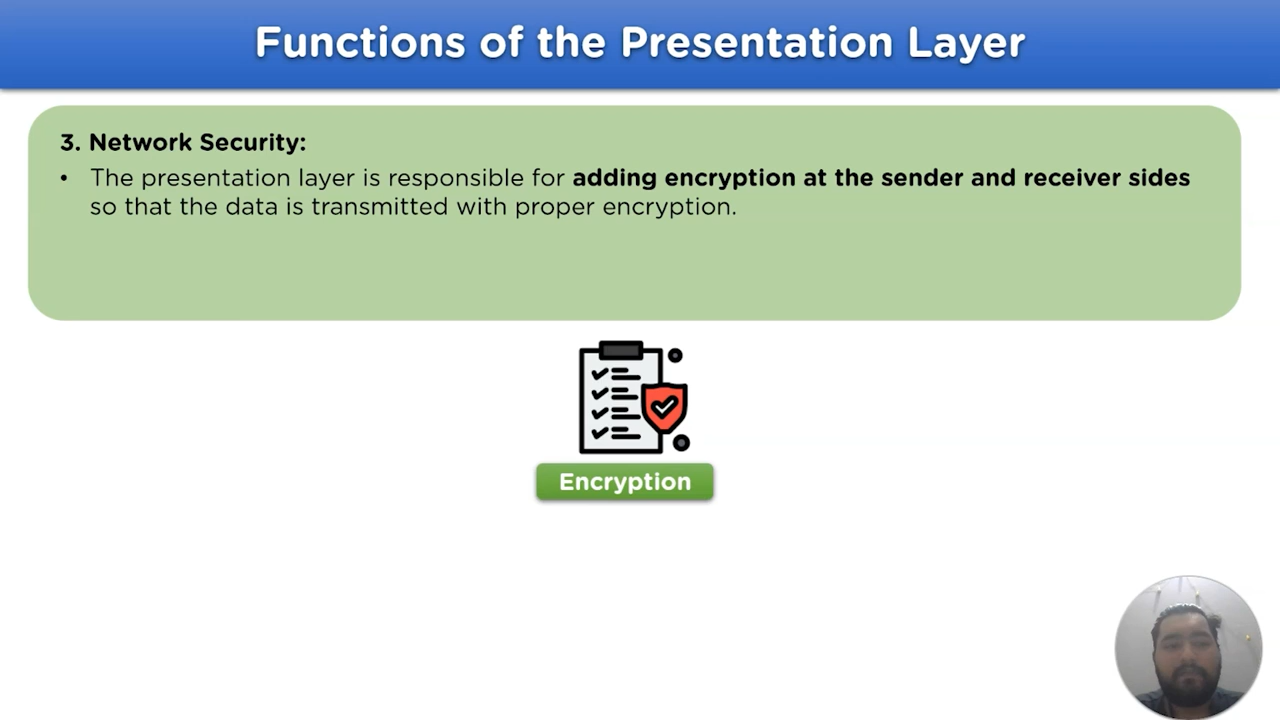 Functions of the Presentation Layer
3. Network Security:
• The presentation layer is responsible for adding encryption at the sender and receiver sides
so that the data is transmitted with proper encryption.
Encryption